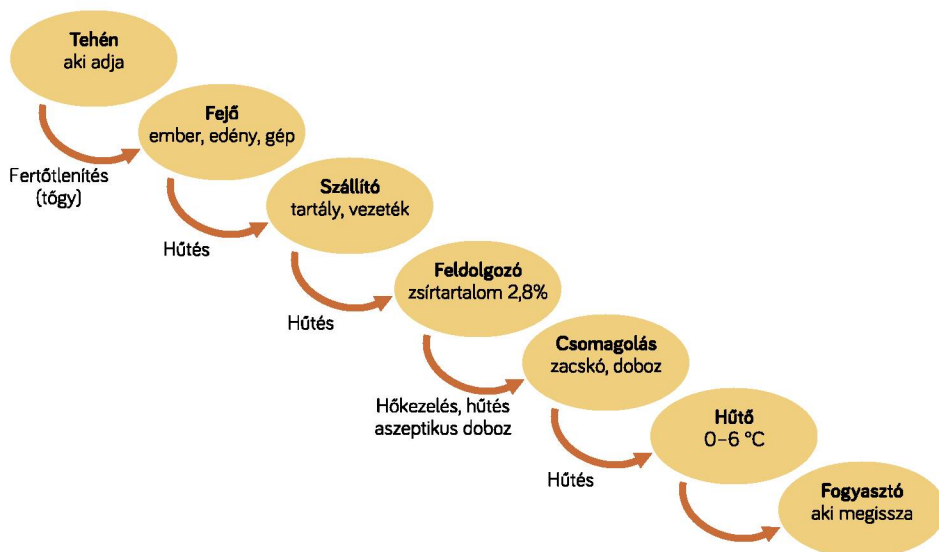 Tehén
aki adja
Fertőtlenítés
(tőgy)
Fejő
ember, edény, gép
Hűtés
Szállító
tartály, vezeték
Hűtés
Feldolgozó
zsírtartalom 2,8%
Hőkezelés, hűtés
aszeptikus doboz
Csomagolás
zacskó, doboz
Hűtés
Hűtő
0–6 °C
Fogyasztó
aki megissza